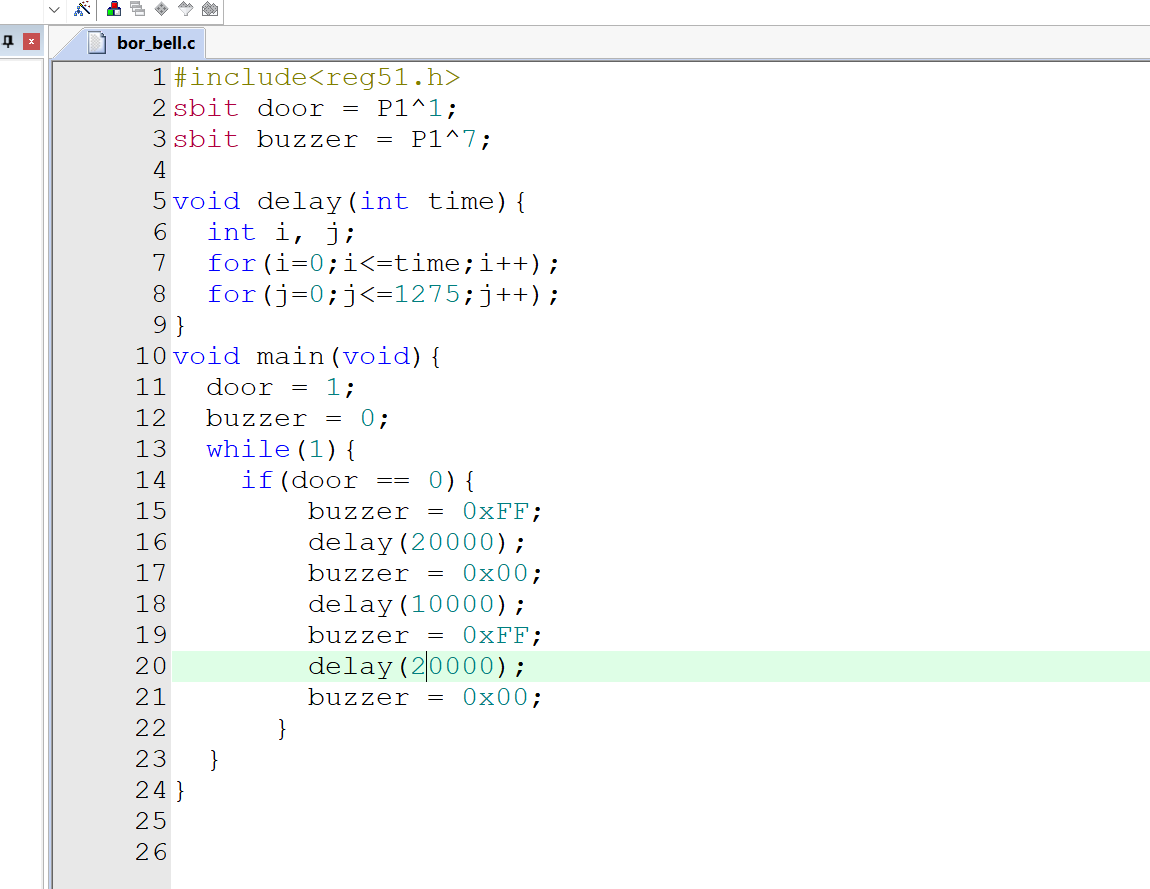 bor_bell.c
1 #include<reg51.h>
2 sbit door = P1^1;
3 sbit buzzer = P1^7;
4
5 void delay(int time){
6   int i, j;
7   for(i=0;i<=time;i++);
8   for(j=0;j<=1275;j++);
9 }
10 void main(void){
11   door = 1;
12   buzzer = 0;
13   while(1){
14     if(door == 0){
15         buzzer = 0xFF;
16         delay(20000);
17         buzzer = 0x00;
18         delay(10000);
19         buzzer = 0xFF;
20         delay(20000);
21         buzzer = 0x00;
22       }
23   }
24 }
25
26